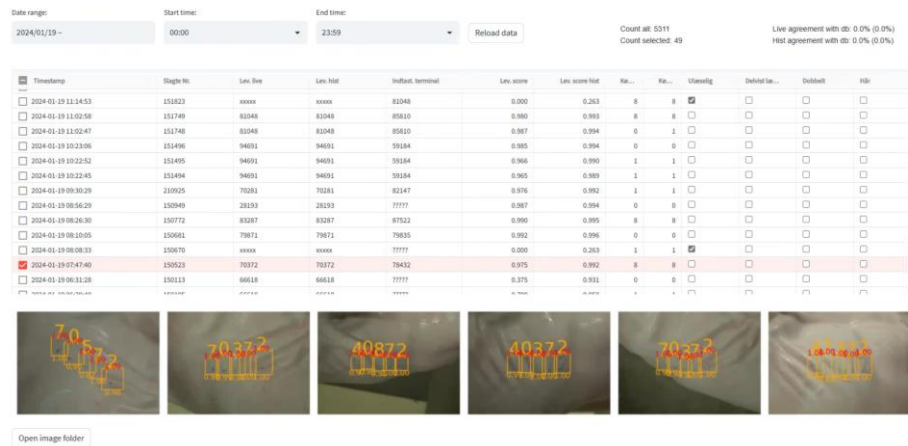 Date range:
Start time:
End time:
2024/01/19 –
00:00
23:59
Reload data
Count all: 5311
Count selected: 49
Live agreement with db: 0.0% (0.0%)
Hist agreement with db: 0.0% (0.0%)
Timestamp Slagte Nr. Lev. live Lev. hist Indtast. terminal Lev. score Lev. score hist Kø... Kø... Ulæselig Delvist læ... Dobbelt Hår
2024-01-19 11:14:53 151823 xxxxx xxxxx 81048 0.000 0.263 8 8
2024-01-19 11:02:58 151749 81048 81048 85810 0.980 0.993 8 8
2024-01-19 11:02:47 151748 81048 81048 85810 0.987 0.994 0 1
2024-01-19 10:23:06 151496 94691 94691 59184 0.985 0.994 0 0
2024-01-19 10:22:52 151495 94691 94691 59184 0.966 0.990 1 1
2024-01-19 10:22:45 151494 94691 94691 59184 0.965 0.989 1 1
2024-01-19 09:30:29 210925 70281 70281 82147 0.976 0.992 1 1
2024-01-19 08:56:29 150949 28193 28193 ????? 0.987 0.994 0 0
2024-01-19 08:26:30 150772 83287 83287 87522 0.990 0.995 8 8
2024-01-19 08:10:05 150681 79871 79871 79835 0.992 0.996 0 0
2024-01-19 08:08:33 150670 xxxxx xxxxx ????? 0.000 0.263 1 1
2024-01-19 07:47:40 150523 70372 70372 78432 0.975 0.992 8 8
2024-01-19 06:31:28 150113 66618 66618 ????? 0.375 0.931 0 0
7 0 5 7 2
70372
40872
40372
70372
Open image folder